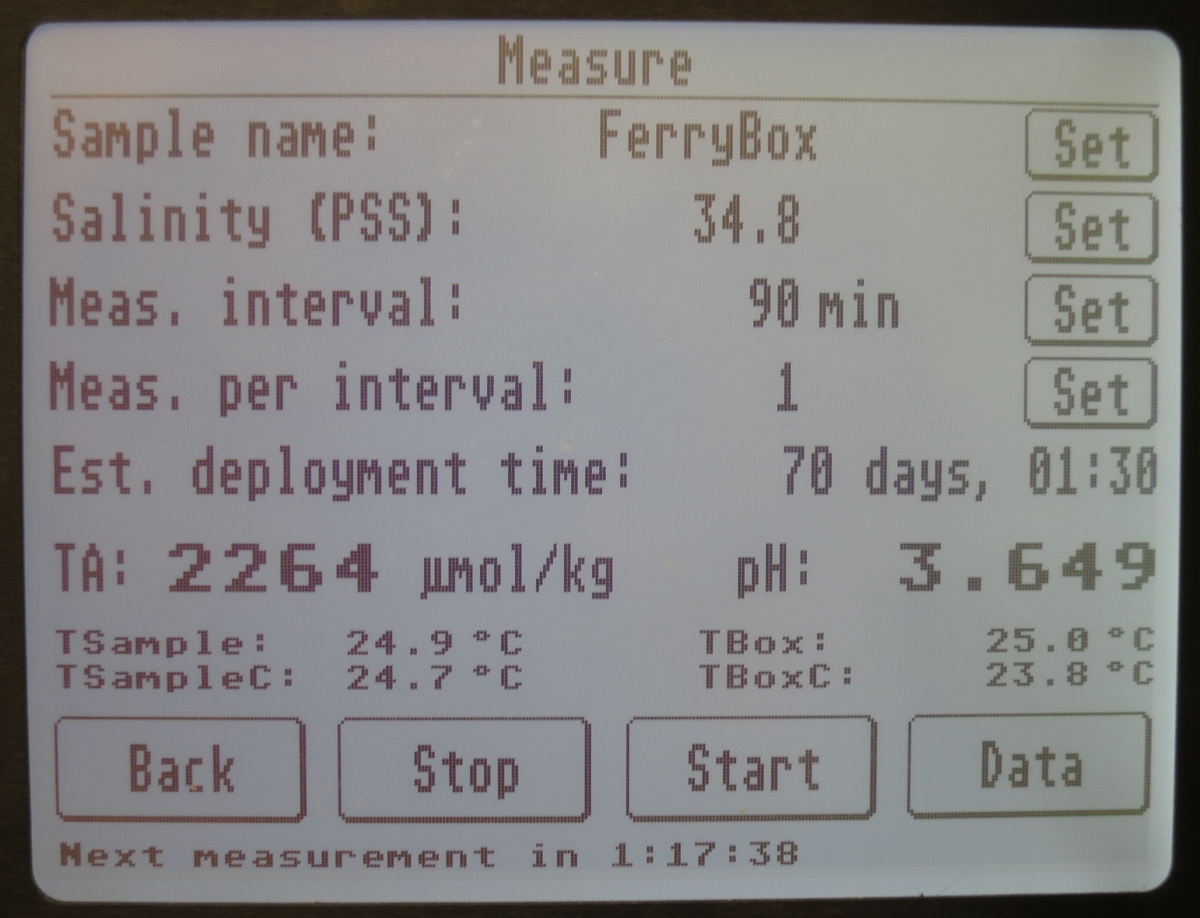 Measure
Sample name: FerryBox Set
Salinity (PSS): 34.8 Set
Meas. interval: 90 min Set
Meas. per interval: 1 Set
Est. deployment time: 70 days, 01:30
TA: 2264 µmol/kg pH: 3.649
TSample: 24.9 °C TBox: 25.0 °C
TSampleC: 24.7 °C TBoxC: 23.8 °C
Back Stop Start Data
Next measurement in 1:17:38